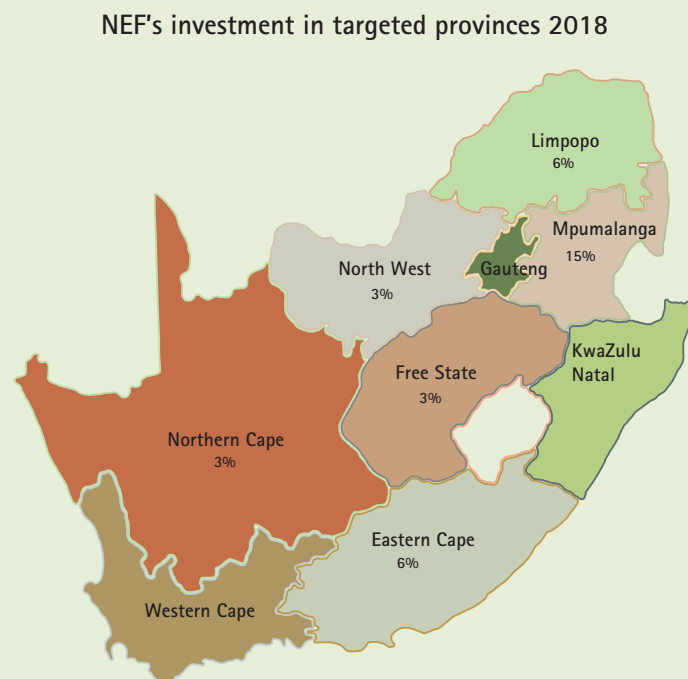 NEF's investment in targeted provinces 2018
Limpopo
6%
Mpumalanga
15%
North West
3%
Gauteng
KwaZulu
Natal
Free State
3%
Northern Cape
3%
Eastern Cape
6%
Western Cape